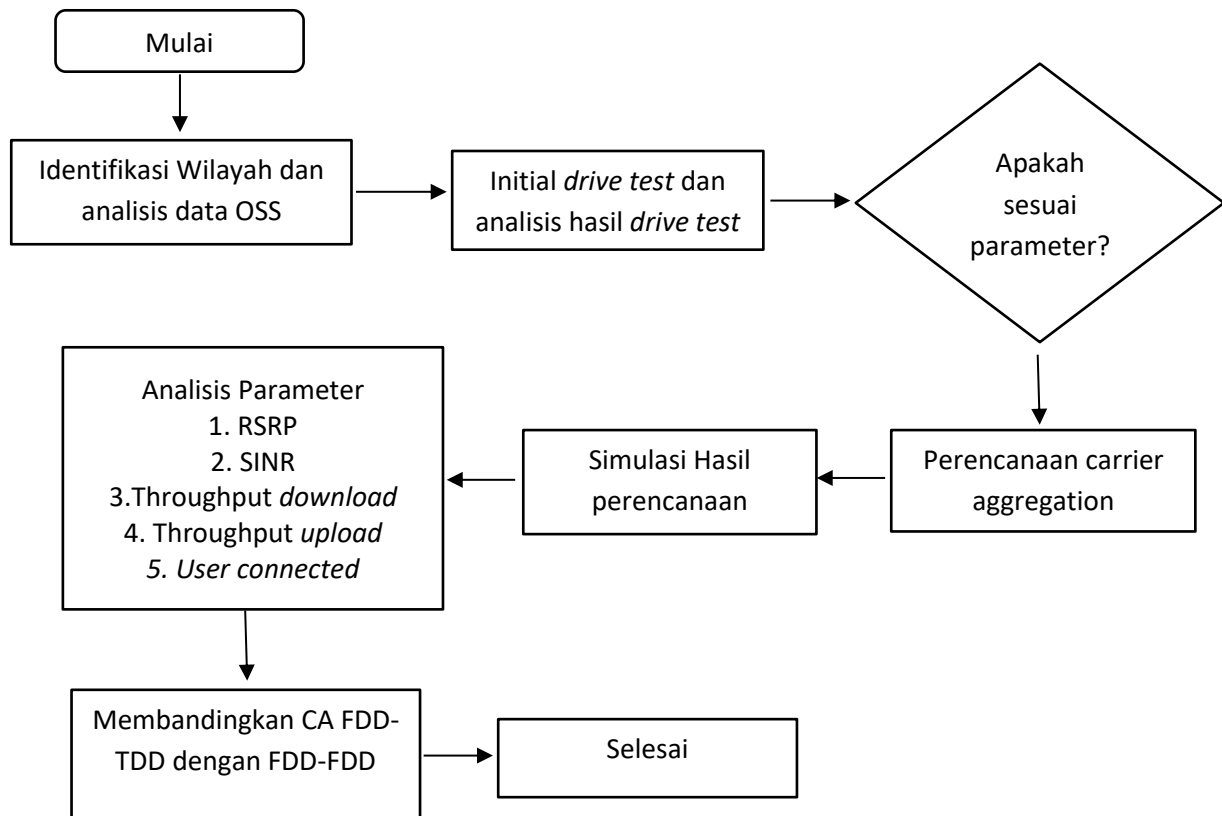 Mulai
Identifikasi Wilayah dan
analisis data OSS
Initial drive test dan
analisis hasil drive test
Apakah
sesuai
parameter?
Perencanaan carrier
aggregation
Simulasi Hasil
perencanaan
Analisis Parameter
1. RSRP
2. SINR
3.Throughput download
4. Throughput upload
5. User connected
Membandingkan CA FDD-
TDD dengan FDD-FDD
Selesai